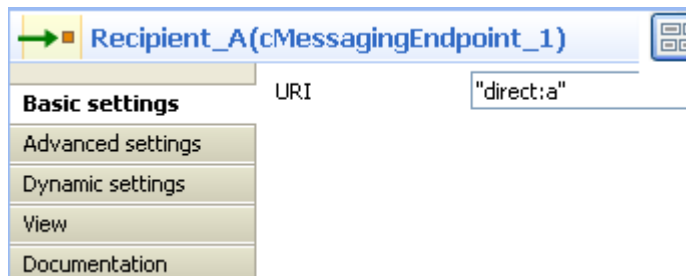 Recipient_A(cMessagingEndpoint_1)
Basic settings
URI
"direct:a"
Advanced settings
Dynamic settings
View
Documentation